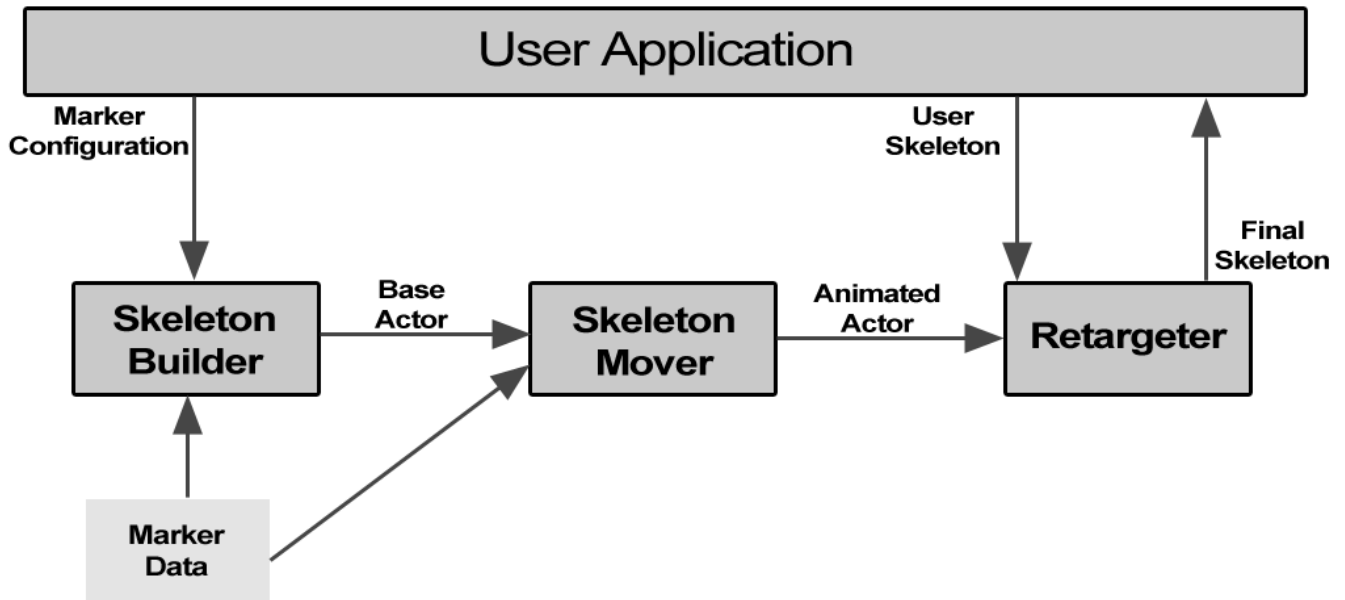 User Application
Marker
Configuration
User
Skeleton
Final
Skeleton
Skeleton
Builder
Base
Actor
Skeleton
Mover
Animated
Actor
Retargeter
Marker
Data